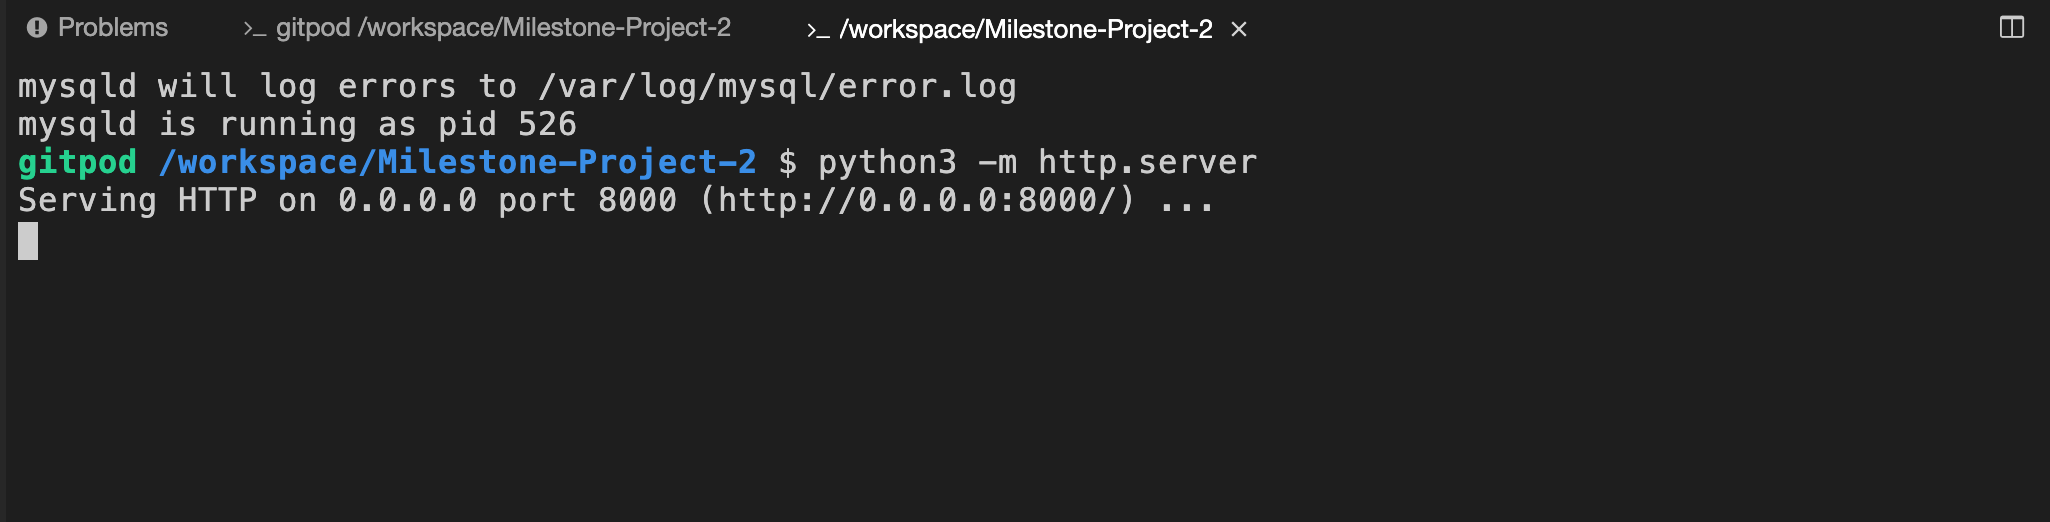 Problems
>_ gitpod /workspace/Milestone-Project-2
>_ /workspace/Milestone-Project-2 ×
mysqld will log errors to /var/log/mysql/error.log
mysqld is running as pid 526
gitpod /workspace/Milestone-Project-2 $ python3 -m http.server
Serving HTTP on 0.0.0.0 port 8000 (http://0.0.0.0:8000/) ...